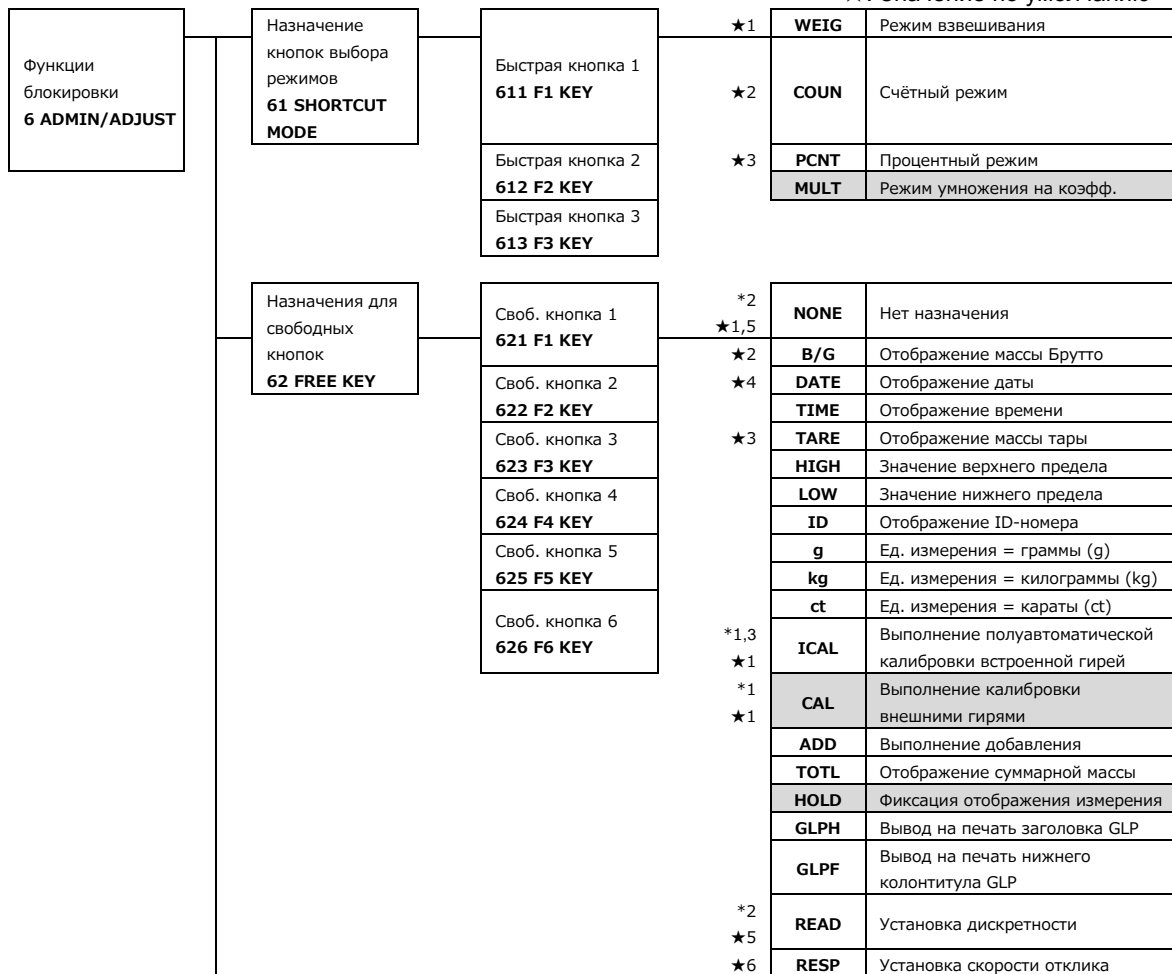 Функции
блокировки
6 ADMIN/ADJUST
Назначение
кнопок выбора
режимов
61 SHORTCUT
MODE
Быстрая кнопка 1
611 F1 KEY
Быстрая кнопка 2
612 F2 KEY
Быстрая кнопка 3
613 F3 KEY
★1 WEIG Режим взвешивания
★2 COUN Счётный режим
★3 PCNT Процентный режим
MULT Режим умножения на коэфф.
Назначения для
свободных
кнопок
62 FREE KEY
Своб. кнопка 1
621 F1 KEY
Своб. кнопка 2
622 F2 KEY
Своб. кнопка 3
623 F3 KEY
Своб. кнопка 4
624 F4 KEY
Своб. кнопка 5
625 F5 KEY
Своб. кнопка 6
626 F6 KEY
*2
★1,5
NONE Нет назначения
★2 B/G Отображение массы Брутто
★4 DATE Отображение даты
TIME Отображение времени
★3 TARE Отображение массы тары
HIGH Значение верхнего предела
LOW Значение нижнего предела
ID Отображение ID-номера
g Ед. измерения = граммы (g)
kg Ед. измерения = килограммы (kg)
ct Ед. измерения = караты (ct)
*1,3
★1
ICAL Выполнение полуавтоматической
калибровки встроенной гирей
*1
★1
CAL Выполнение калибровки
внешними гирями
ADD Выполнение добавления
TOTL Отображение суммарной массы
HOLD Фиксация отображения измерения
GLPH Вывод на печать заголовка GLP
GLPF Вывод на печать нижнего
колонтитула GLP
*2
★5
READ Установка дискретности
★6 RESP Установка скорости отклика